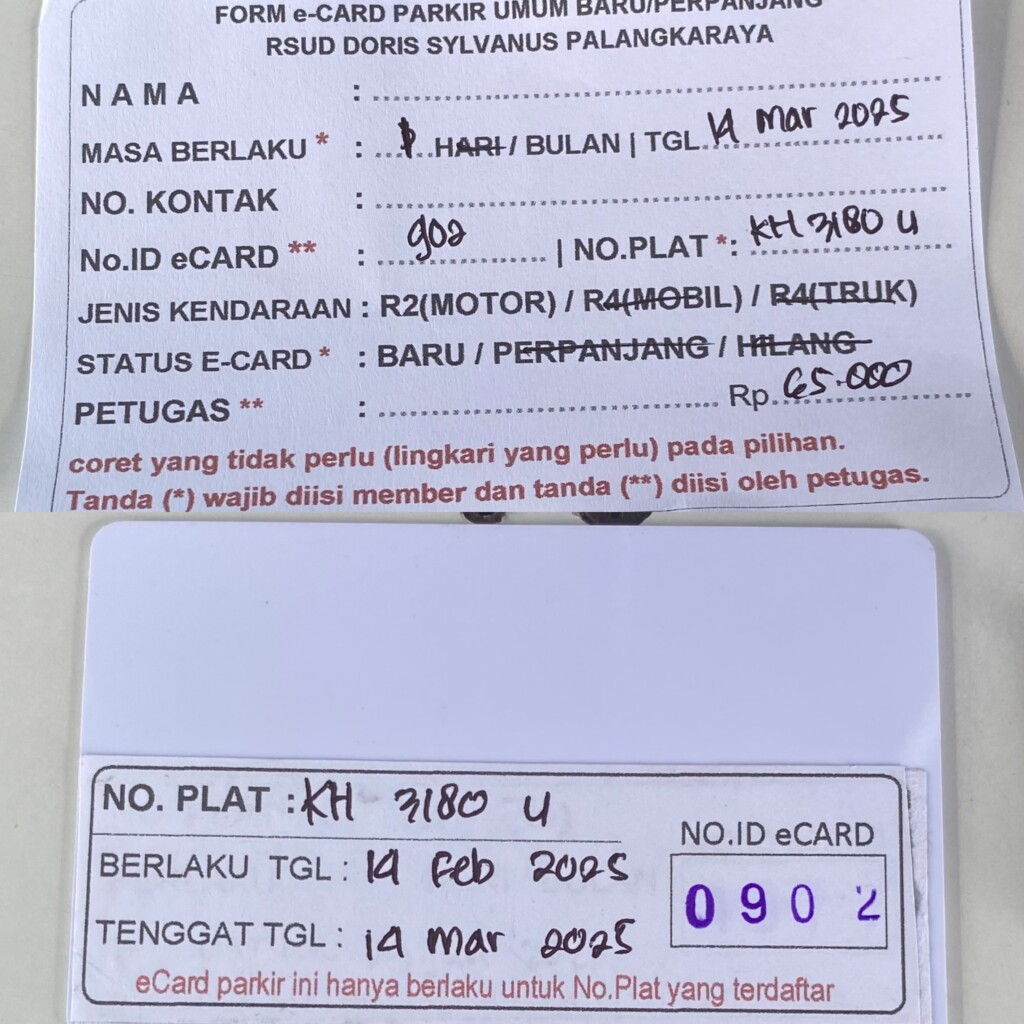 FORM e-CARD PARKIR UMUM BARU/PERPANJANG
RSUD DORIS SYLVANUS PALANGKARAYA
NAMA :
MASA BERLAKU * : 1 HARI / BULAN | TGL. 14 Mar 2025
NO. KONTAK :
No.ID eCARD ** : 902 | NO.PLAT *: KH 3180 U
JENIS KENDARAAN : R2(MOTOR) / R4(MOBIL) / R4(TRUK)
STATUS E-CARD * : BARU / PERPANJANG / HILANG
PETUGAS ** : Rp. 65.000
coret yang tidak perlu (lingkari yang perlu) pada pilihan.
Tanda (*) wajib diisi member dan tanda (**) diisi oleh petugas.
NO. PLAT : KH 3180 U
BERLAKU TGL : 14 Feb 2025
TENGGAT TGL : 14 Mar 2025
NO.ID eCARD
0902
eCard parkir ini hanya berlaku untuk No.Plat yang terdaftar